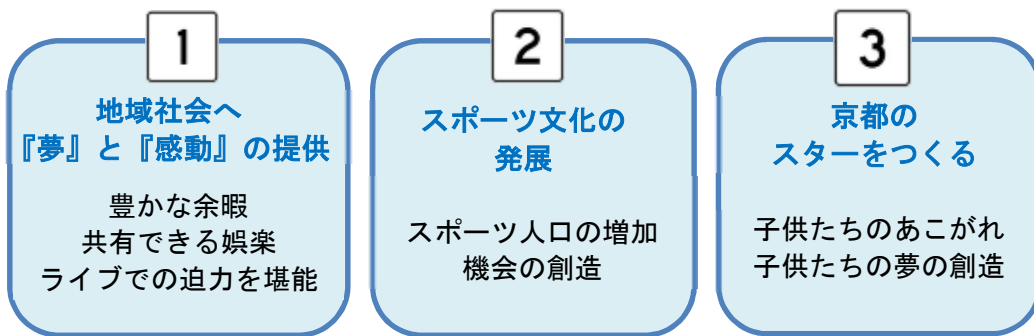 1
地域社会へ
『夢』と『感動』の提供
豊かな余暇
共有できる娯楽
ライブでの迫力を堪能
2
スポーツ文化の
発展
スポーツ人口の増加
機会の創造
3
京都の
スターをつくる
子供たちのあこがれ
子供たちの夢の創造